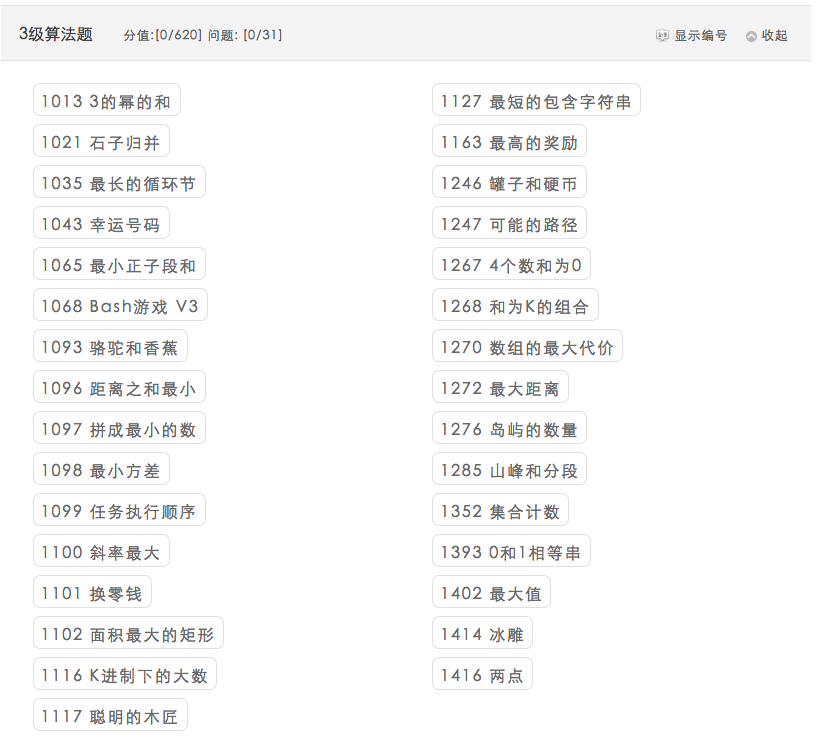 3级算法题 分值:[0/620] 问题: [0/31] 显示编号 收起
1013 3的幂的和
1021 石子归并
1035 最长的循环节
1043 幸运号码
1065 最小正子段和
1068 Bash游戏 V3
1093 骆驼和香蕉
1096 距离之和最小
1097 拼成最小的数
1098 最小方差
1099 任务执行顺序
1100 斜率最大
1101 换零钱
1102 面积最大的矩形
1116 K进制下的大数
1117 聪明的木匠
1127 最短的包含字符串
1163 最高的奖励
1246 罐子和硬币
1247 可能的路径
1267 4个数和为0
1268 和为K的组合
1270 数组的最大代价
1272 最大距离
1276 岛屿的数量
1285 山峰和分段
1352 集合计数
1393 0和1相等串
1402 最大值
1414 冰雕
1416 两点